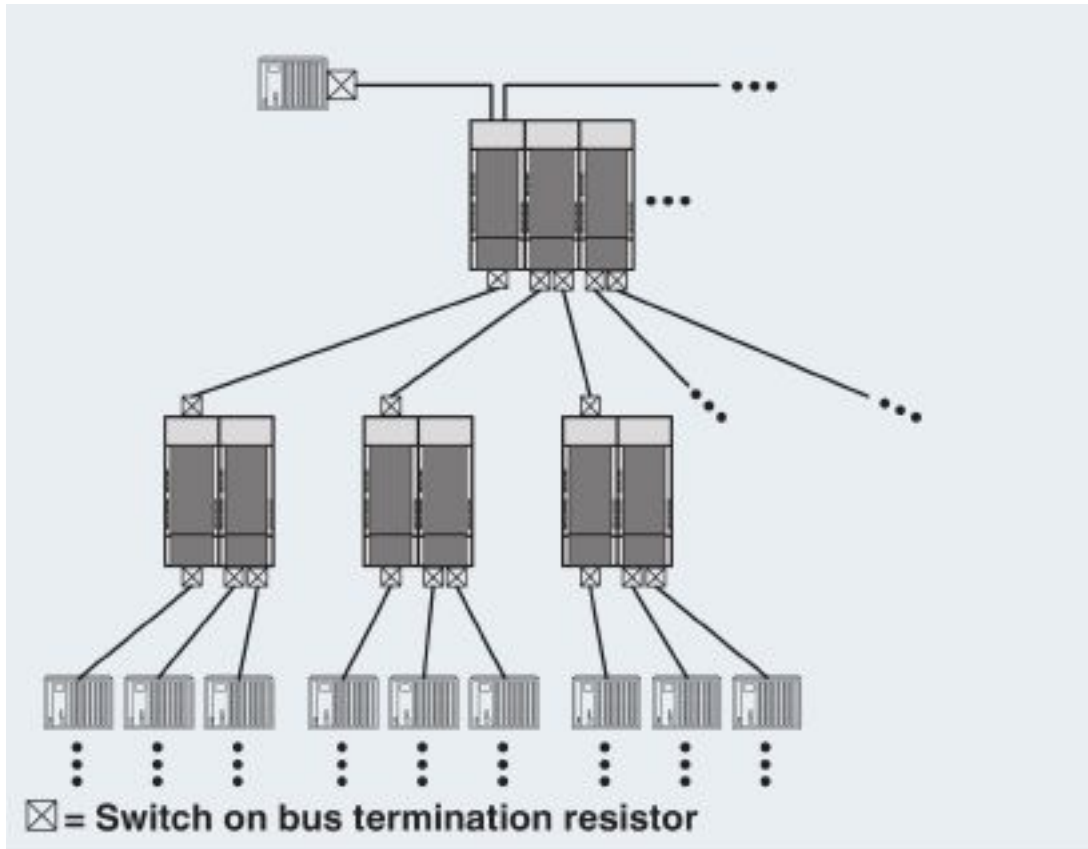 ☒ = Switch on bus termination resistor